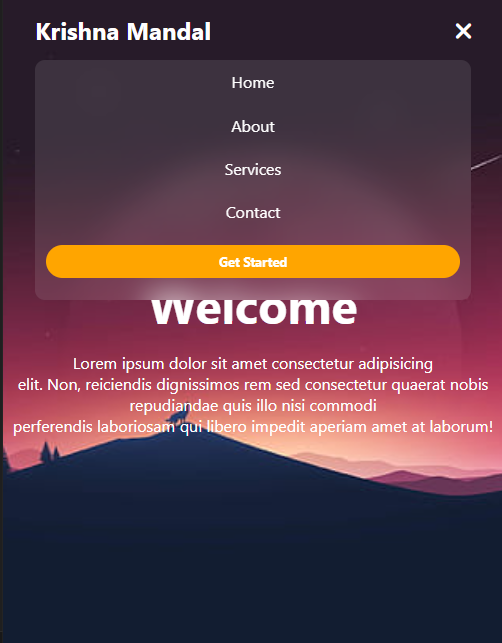 Krishna Mandal
Home
About
Services
Contact
Get Started
Welcome
Lorem ipsum dolor sit amet consectetur adipisicing
elit. Non, reiciendis dignissimos rem sed consectetur quaerat nobis
repudiandae quis illo nisi commodi
perferendis laboriosam qui libero impedit aperiam amet at laborum!